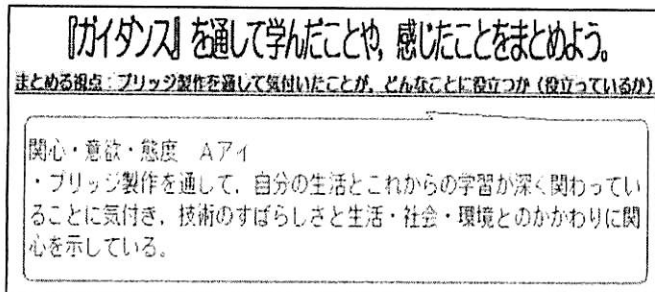 『ガイダンス』を通して学んだことや，感じたことをまとめよう。
まとめる視点：ブリッジ製作を通して気付いたことが，どんなことに役立つか（役立っているか）
関心・意欲・態度　Aアイ
・ブリッジ製作を通して，自分の生活とこれからの学習が深く関わってい
ることに気付き，技術のすばらしさと生活・社会・環境とのかかわりに関
心を示している。